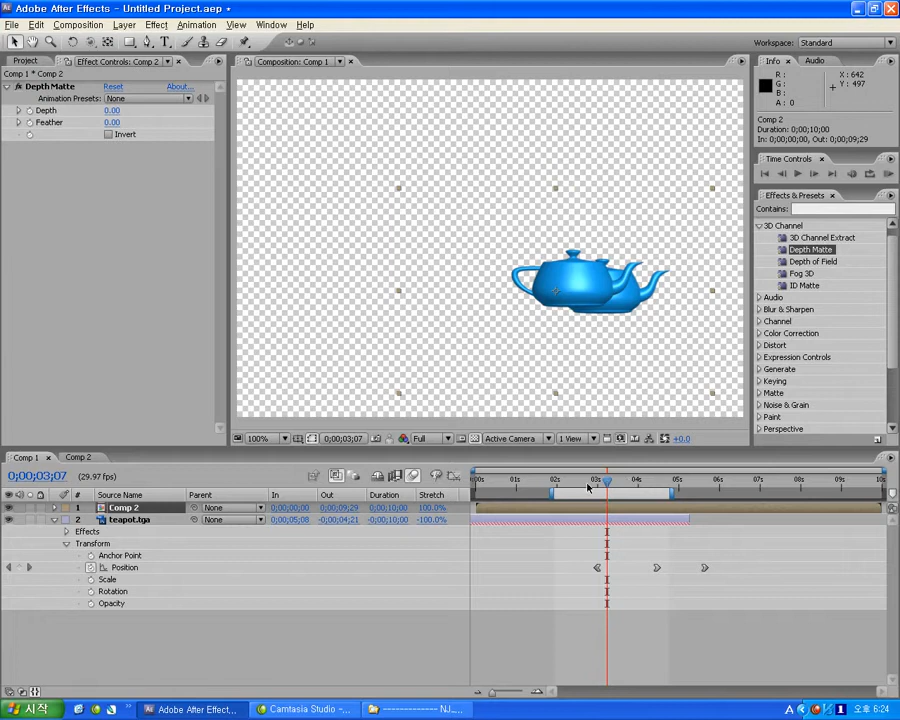 Adobe After Effects - Untitled Project.aep *
File Edit Composition Layer Effect Animation View Window Help
Workspace: Standard
Project Effect Controls: Comp 2
Comp 1 * Comp 2
Depth Matte Reset About...
Animation Presets: None
Depth 0.00
Feather 0.00
Invert
Composition: Comp 1
100% 0;00;03;07 Full Active Camera 1 View +0.0
Info Audio
R : X : 642
G : Y : 497
B :
A : 0
Comp 2
Duration: 0;00;10;00
In: 0;00;00;00, Out: 0;00;09;29
Time Controls
Effects & Presets
Contains:
3D Channel
3D Channel Extract
Depth Matte
Depth of Field
Fog 3D
ID Matte
Audio
Blur & Sharpen
Channel
Color Correction
Distort
Expression Controls
Generate
Keying
Matte
Noise & Grain
Paint
Perspective
Comp 1 Comp 2
0;00;03;07 (29.97 fps)
00s 01s 02s 03s 04s 05s 06s 07s 08s 09s 10s
# Source Name Parent In Out Duration Stretch
1 Comp 2 None 0;00;00;00 0;00;09;29 0;00;10;00 100.0%
2 teapot.tga None 0;00;05;08 -0;00;04;21 -0;00;10;00 -100.0%
Effects
Transform
Anchor Point
Position
Scale
Rotation
Opacity
시작 Adobe After Effect... Camtasia Studio -... -------------- NJ_... A 오후 6:24